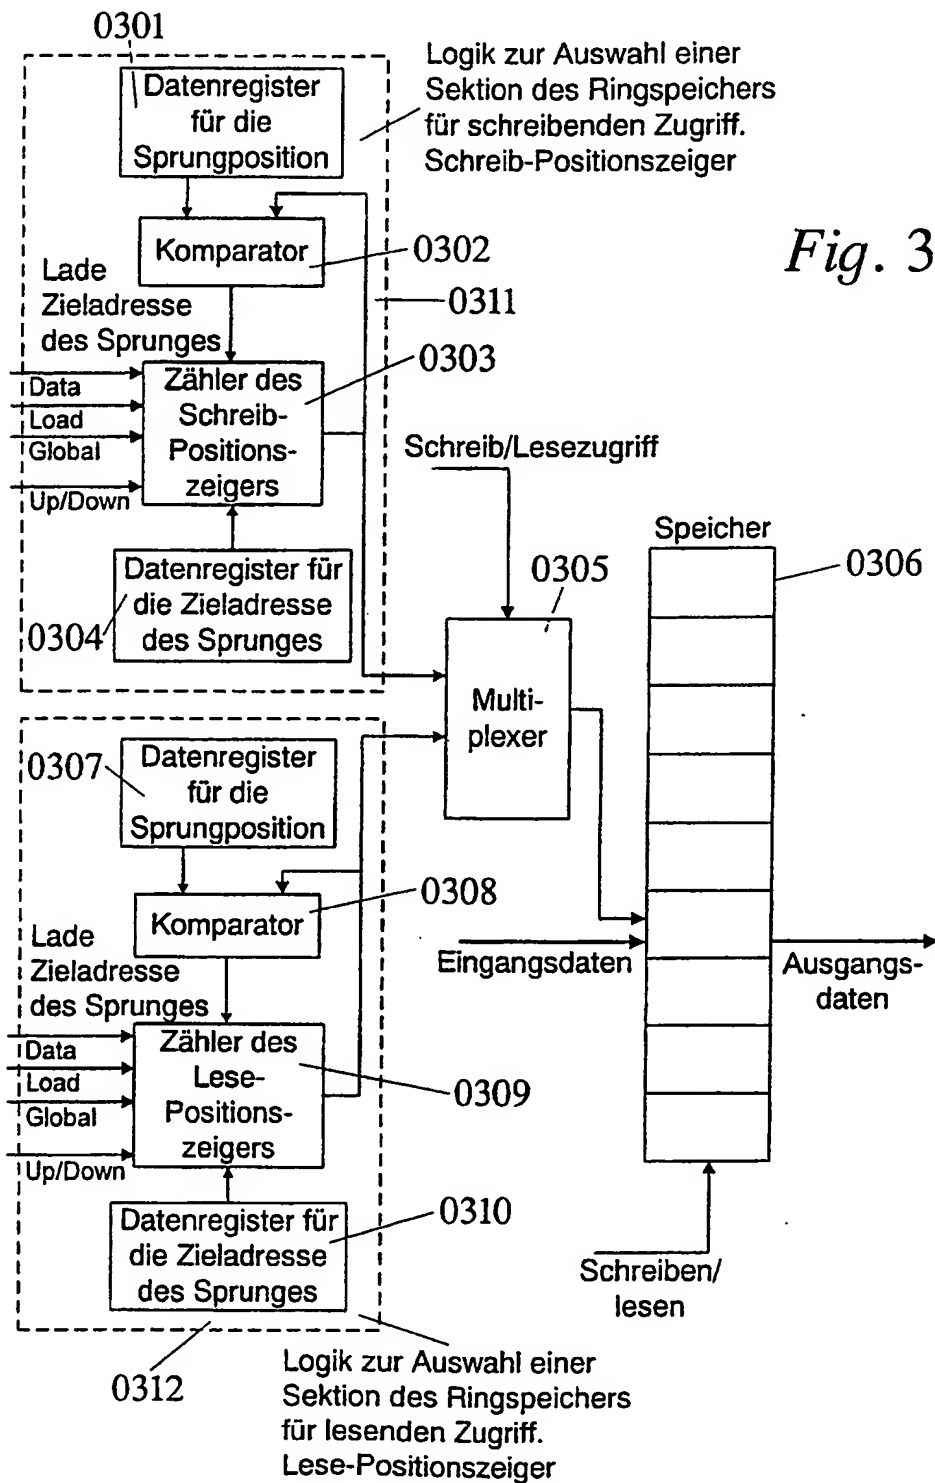 0301
Datenregister
für die
Sprungposition
Logik zur Auswahl einer
Sektion des Ringspeichers
für schreibenden Zugriff.
Schreib-Positionszeiger
Fig. 3
Komparator
0302
0311
Lade
Zieladresse
des Sprunges
0303
Data
Load
Global
Up/Down
Zähler des
Schreib-
Positions-
zeigers
Datenregister für
die Zieladresse
des Sprunges
0304
Schreib/Lesezugriff
0305
Multi-
plexer
Speicher
0306
0307
Datenregister
für die
Sprungposition
Komparator
0308
Lade
Zieladresse
des Sprunges
Data
Load
Global
Up/Down
Zähler des
Lese-
Positions-
zeigers
0309
Eingangsdaten
Ausgangs-
daten
Datenregister für
die Zieladresse
des Sprunges
0310
Schreiben/
lesen
0312
Logik zur Auswahl einer
Sektion des Ringspeichers
für lesenden Zugriff.
Lese-Positionszeiger